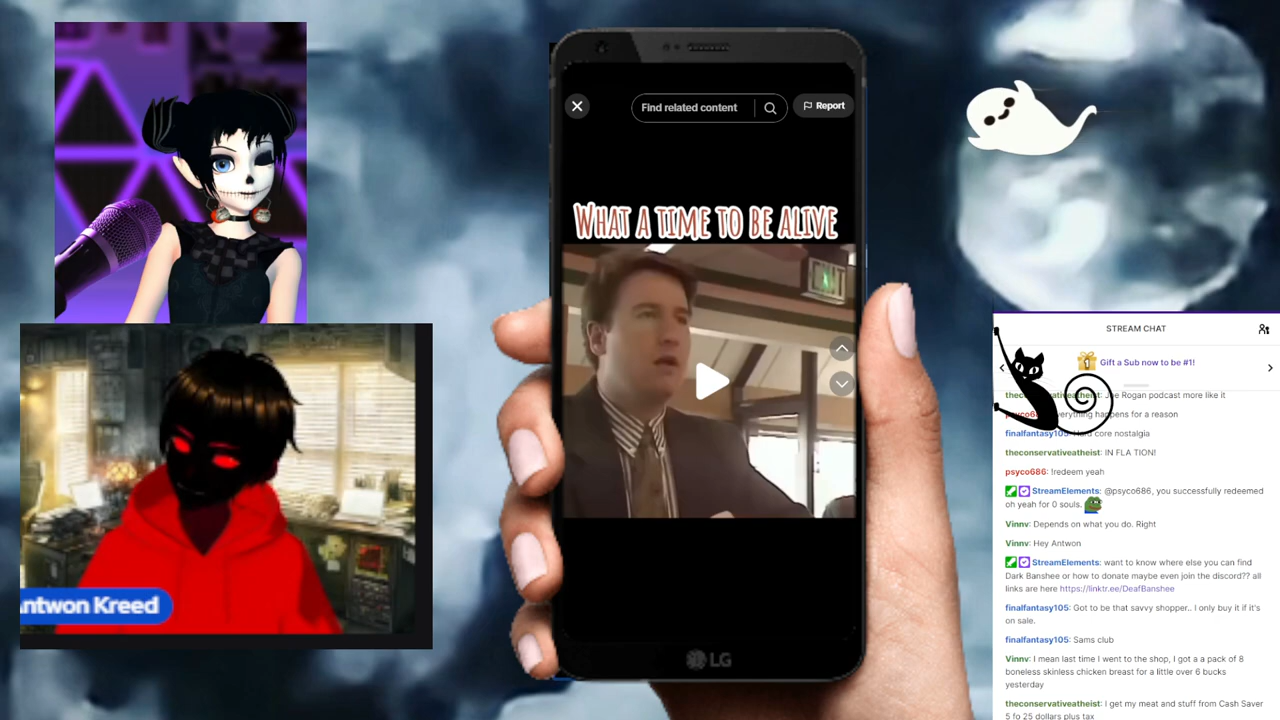 Find related content
Report
WHAT A TIME TO BE ALIVE
LG
Antwon Kreed
STREAM CHAT
Gift a Sub now to be #1!
Joe Rogan podcast more like it
everything happens for a reason
finalfantasy105: Hard core nostalgia
theconservativeatheist: IN FLA TION!
psyco686: !redeem yeah
StreamElements: @psyco686, you successfully redeemed
oh yeah for 0 souls.
Vinnv: Depends on what you do. Right
Vinnv: Hey Antwon
StreamElements: want to know where else you can find
Dark Banshee or how to donate maybe even join the discord?? all
links are here https://linktr.ee/DeafBanshee
finalfantasy105: Got to be that savvy shopper.. I only buy it if it's
on sale.
finalfantasy105: Sams club
Vinnv: I mean last time I went to the shop, I got a a pack of 8
boneless skinless chicken breast for a little over 6 bucks
yesterday
theconservativeatheist: I get my meat and stuff from Cash Saver
5 fo 25 dollars plus tax